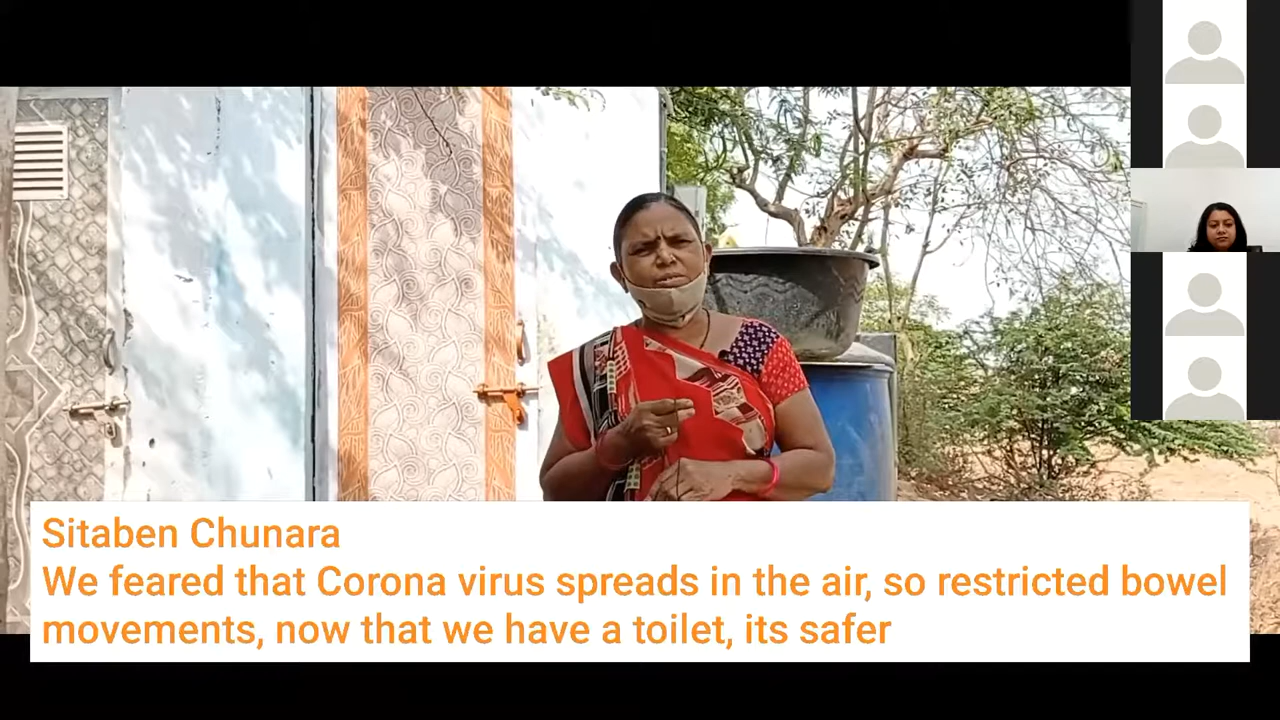 Sitaben Chunara
We feared that Corona virus spreads in the air, so restricted bowel
movements, now that we have a toilet, its safer